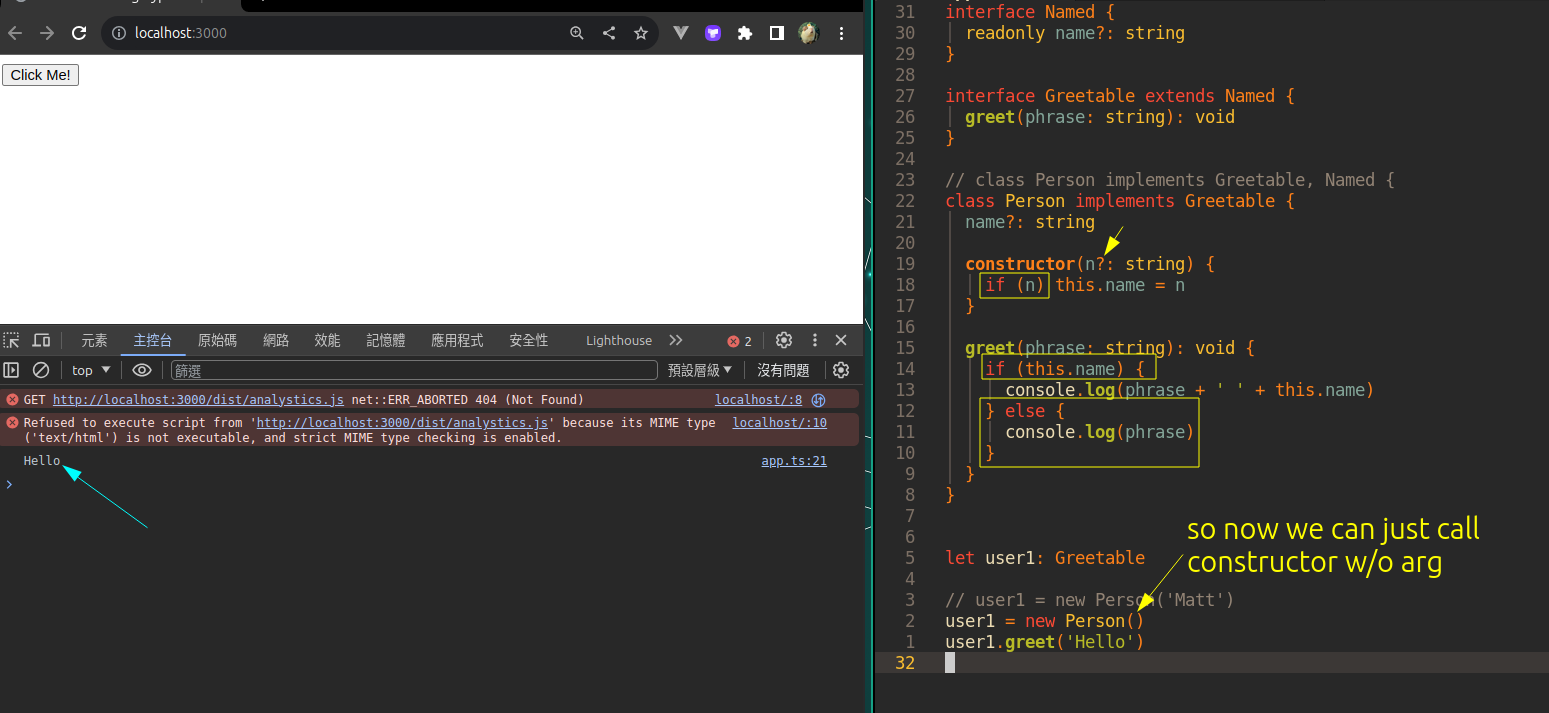 localhost:3000
Click Me!
元素 主控台 原始碼 網路 效能 記憶體 應用程式 安全性 Lighthouse 2
top 篩選 預設層級 沒有問題
GET http://localhost:3000/dist/analystics.js net::ERR_ABORTED 404 (Not Found) localhost/:8
Refused to execute script from 'http://localhost:3000/dist/analystics.js' because its MIME type localhost/:10
('text/html') is not executable, and strict MIME type checking is enabled.
Hello app.ts:21
31 interface Named {
30 readonly name?: string
29 }
28
27 interface Greetable extends Named {
26 greet(phrase: string): void
25 }
24
23 // class Person implements Greetable, Named {
22 class Person implements Greetable {
21 name?: string
20
19 constructor(n?: string) {
18 if (n) this.name = n
17 }
16
15 greet(phrase: string): void {
14 if (this.name) {
13 console.log(phrase + ' ' + this.name)
12 } else {
11 console.log(phrase)
10 }
9 }
8 }
7
6
5 let user1: Greetable
4
3 // user1 = new Person('Matt')
2 user1 = new Person()
1 user1.greet('Hello')
32
so now we can just call
constructor w/o arg